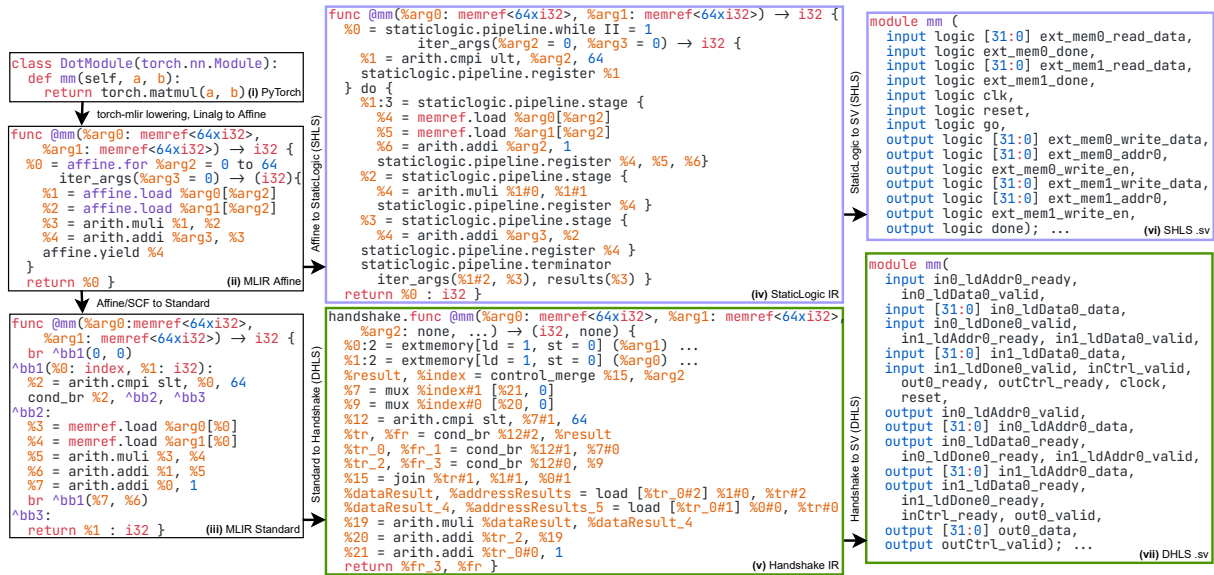 class DotModule(torch.nn.Module):
  def mm(self, a, b):
    return torch.matmul(a, b)
(i) PyTorch
torch-mlir lowering, Linalg to Affine
func @mm(%arg0: memref<64xi32>,
    %arg1: memref<64xi32>) → i32 {
  %0 = affine.for %arg2 = 0 to 64
      iter_args(%arg3 = 0) → (i32){
    %1 = affine.load %arg0[%arg2]
    %2 = affine.load %arg1[%arg2]
    %3 = arith.muli %1, %2
    %4 = arith.addi %arg3, %3
    affine.yield %4
  }
  return %0 }
(ii) MLIR Affine
Affine/SCF to Standard
func @mm(%arg0:memref<64xi32>,
    %arg1: memref<64xi32>) → i32 {
  br ^bb1(0, 0)
^bb1(%0: index, %1: i32):
  %2 = arith.cmpi slt, %0, 64
  cond_br %2, ^bb2, ^bb3
^bb2:
  %3 = memref.load %arg0[%0]
  %4 = memref.load %arg1[%0]
  %5 = arith.muli %3, %4
  %6 = arith.addi %1, %5
  %7 = arith.addi %0, 1
  br ^bb1(%7, %6)
^bb3:
  return %1 : i32 }
(iii) MLIR Standard
Affine to StaticLogic (SHLS)
func @mm(%arg0: memref<64xi32>, %arg1: memref<64xi32>) → i32 {
  %0 = staticlogic.pipeline.while II = 1
          iter_args(%arg2 = 0, %arg3 = 0) → i32 {
    %1 = arith.cmpi ult, %arg2, 64
    staticlogic.pipeline.register %1
  } do {
    %1:3 = staticlogic.pipeline.stage {
      %4 = memref.load %arg0[%arg2]
      %5 = memref.load %arg1[%arg2]
      %6 = arith.addi %arg2, 1
      staticlogic.pipeline.register %4, %5, %6}
    %2 = staticlogic.pipeline.stage {
      %4 = arith.muli %1#0, %1#1
      staticlogic.pipeline.register %4 }
    %3 = staticlogic.pipeline.stage {
      %4 = arith.addi %arg3, %2
    staticlogic.pipeline.register %4 }
    staticlogic.pipeline.terminator
      iter_args(%1#2, %3), results(%3) }
  return %0 : i32 }
(iv) StaticLogic IR
Standard to Handshake (DHLS)
handshake.func @mm(%arg0: memref<64xi32>, %arg1: memref<64xi32>,
    %arg2: none, ...) → (i32, none) {
  %0:2 = extmemory[ld = 1, st = 0] (%arg1) ...
  %1:2 = extmemory[ld = 1, st = 0] (%arg0) ...
  %result, %index = control_merge %15, %arg2
  %7 = mux %index#1 [%21, 0]
  %9 = mux %index#0 [%20, 0]
  %12 = arith.cmpi slt, %7#1, 64
  %tr, %fr = cond_br %12#2, %result
  %tr_0, %fr_1 = cond_br %12#1, %7#0
  %tr_2, %fr_3 = cond_br %12#0, %9
  %15 = join %tr#1, %1#1, %0#1
  %dataResult, %addressResults = load [%tr_0#2] %1#0, %tr#2
  %dataResult_4, %addressResults_5 = load [%tr_0#1] %0#0, %tr#0
  %19 = arith.muli %dataResult, %dataResult_4
  %20 = arith.addi %tr_2, %19
  %21 = arith.addi %tr_0#0, 1
  return %fr_3, %fr }
(v) Handshake IR
StaticLogic to SV (SHLS)
module mm (
  input logic [31:0] ext_mem0_read_data,
  input logic ext_mem0_done,
  input logic [31:0] ext_mem1_read_data,
  input logic ext_mem1_done,
  input logic clk,
  input logic reset,
  input logic go,
  output logic [31:0] ext_mem0_write_data,
  output logic [31:0] ext_mem0_addr0,
  output logic ext_mem0_write_en,
  output logic [31:0] ext_mem1_write_data,
  output logic [31:0] ext_mem1_addr0,
  output logic ext_mem1_write_en,
  output logic done); ...
(vi) SHLS .sv
Handshake to SV (DHLS)
module mm(
  input in0_ldAddr0_ready,
    in0_ldData0_valid,
  input [31:0] in0_ldData0_data,
  input in0_ldDone0_valid,
    in1_ldAddr0_ready, in1_ldData0_valid,
  input [31:0] in1_ldData0_data,
  input in1_ldDone0_valid, inCtrl_valid,
    out0_ready, outCtrl_ready, clock,
    reset,
  output in0_ldAddr0_valid,
  output [31:0] in0_ldAddr0_data,
  output in0_ldData0_ready,
    in0_ldDone0_ready, in1_ldAddr0_valid,
  output [31:0] in1_ldAddr0_data,
  output in1_ldData0_ready,
    in1_ldDone0_ready,
    inCtrl_ready, out0_valid,
  output [31:0] out0_data,
  output outCtrl_valid); ...
(vii) DHLS .sv